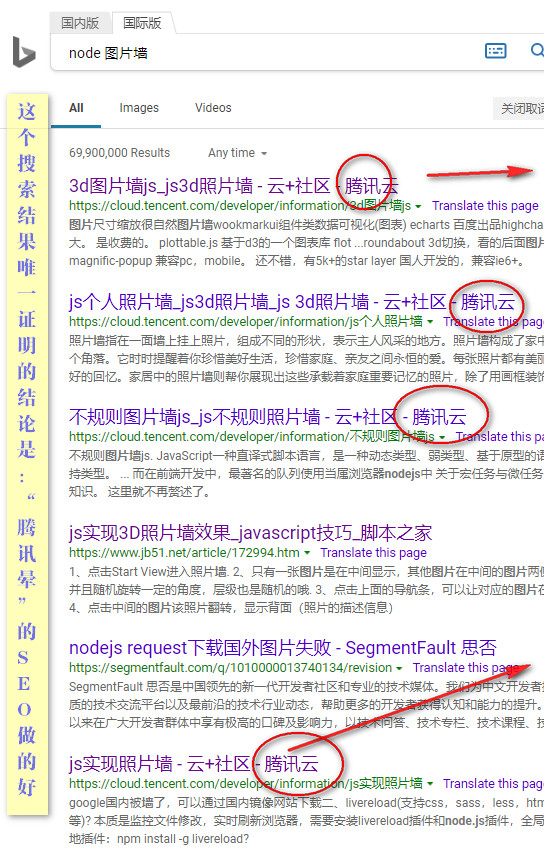 国内版 国际版
node 图片墙
All Images Videos 关闭取词
69,900,000 Results Any time
这个搜索结果唯一证明的结论是：“腾讯晕”的SEO做的好
3d图片墙js_js3d照片墙 - 云+社区 - 腾讯云
https://cloud.tencent.com/developer/information/3d图片墙js Translate this page
图片尺寸缩放很自然图片墙wookmarkui组件类数据可视化(图表) echarts 百度出品highcha
大。 是收费的。 plottable.js 基于d3的一个图表库 flot ...roundabout 3d切换，看的后面图片
magnific-popup 兼容pc，mobile。 还不错，有5k+的star layer 国人开发的，兼容ie6+。
js个人照片墙_js3d照片墙_js 3d照片墙 - 云+社区 - 腾讯云
https://cloud.tencent.com/developer/information/js个人照片墙 Translate this pa
照片墙指在一面墙上挂上照片，组成不同的形状，表示主人风采的地方。照片墙构成了家中
个角落。它时时提醒着你珍惜美好生活，珍惜家庭、亲友之间永恒的爱。每张照片都有美丽
好的回忆。家居中的照片墙则帮你展现出这些承载着家庭重要记忆的照片，除了用画框装饰
不规则图片墙js_js不规则照片墙 - 云+社区 - 腾讯云
https://cloud.tencent.com/developer/information/不规则图片墙js Translate this pa
不规则图片墙js. JavaScript一种直译式脚本语言，是一种动态类型、弱类型、基于原型的语
持类型。 ... 而在前端开发中，最著名的队列使用当属浏览器nodejs中 关于宏任务与微任务
知识。 这里就不再赘述了。
js实现3D照片墙效果_javascript技巧_脚本之家
https://www.jb51.net/article/172994.htm Translate this page
1、点击Start View进入照片墙. 2、只有一张图片是在中间显示，其他图片在中间的图片两侧
并且随机旋转一定的角度，层级也是随机的哦. 3、点击上面的导航条，可以让对应的图片在
4、点击中间的图片该照片翻转，显示背面（照片的描述信息）
nodejs request下载国外图片失败 - SegmentFault 思否
https://segmentfault.com/q/1010000013740134/revision Translate this page
SegmentFault 思否是中国领先的新一代开发者社区和专业的技术媒体。我们为中文开发者
质的技术交流平台以及最前沿的技术行业动态，帮助更多的开发者获得认知和能力的提升。
以来在广大开发者群体中享有极高的口碑及影响力，以技术问答、技术专栏、技术课程、技
js实现照片墙 - 云+社区 - 腾讯云
https://cloud.tencent.com/developer/information/js实现照片墙 Translate this pag
google国内被墙了，可以通过国内镜像网站下载二、livereload(支持css，sass，less，htm
等)? 本质是监控文件修改，实时刷新浏览器，需要安装livereload插件和node.js插件，全局
地插件：npm install -g livereload?